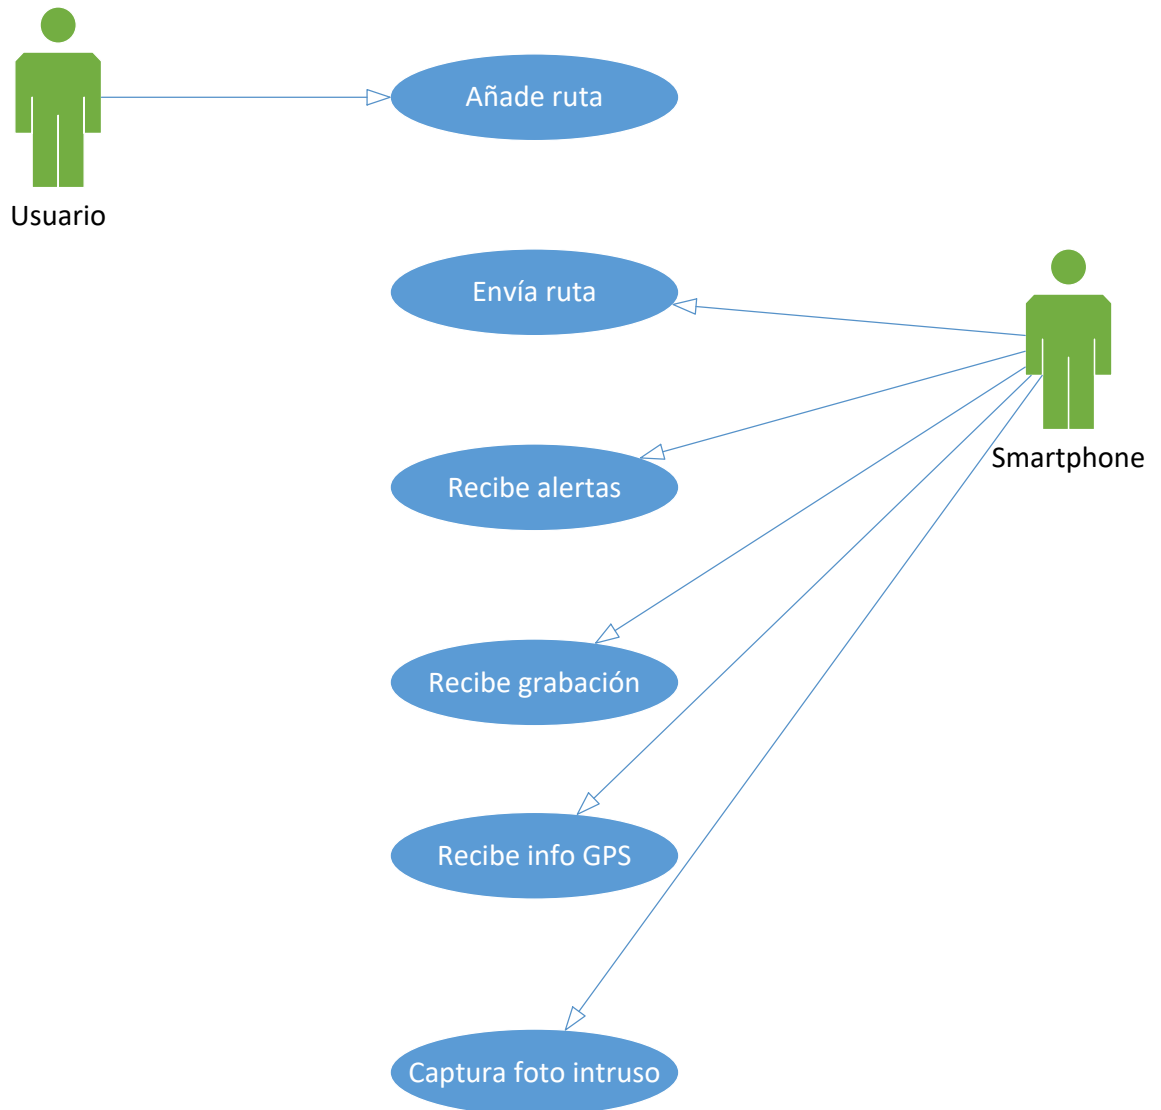 Añade ruta
Usuario
Envía ruta
Smartphone
Recibe alertas
Recibe grabación
Recibe info GPS
Captura foto intruso